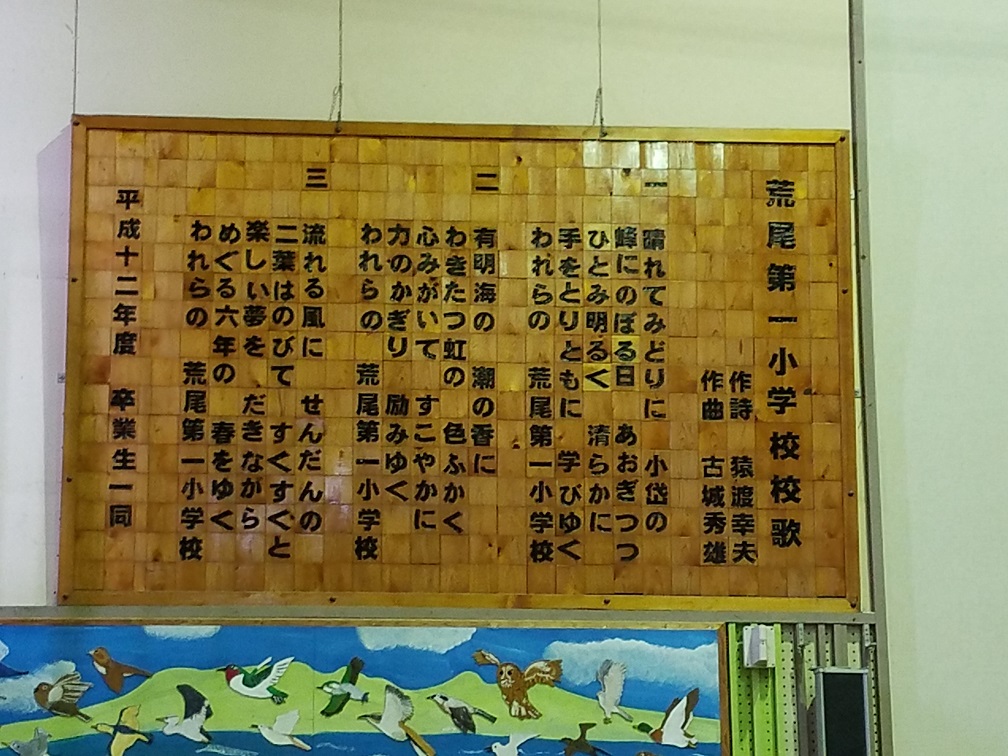 荒尾第一小学校校歌
作詩 猿渡幸夫
作曲 古城秀雄
一
晴れてみどりに 小岱の
峰にのぼる日 あおぎつつ
ひとみ明るく 清らかに
手をとりともに 学びゆく
われらの 荒尾第一小学校
二
有明海の 潮の香に
わきたつ虹の 色ふかく
心みがいて すこやかに
力のかぎり 励みゆく
われらの 荒尾第一小学校
三
流れる風に せんだんの
二葉はのびて すくすくと
楽しい夢を だきながら
めぐる六年の 春をゆく
われらの 荒尾第一小学校
平成十二年度 卒業生一同